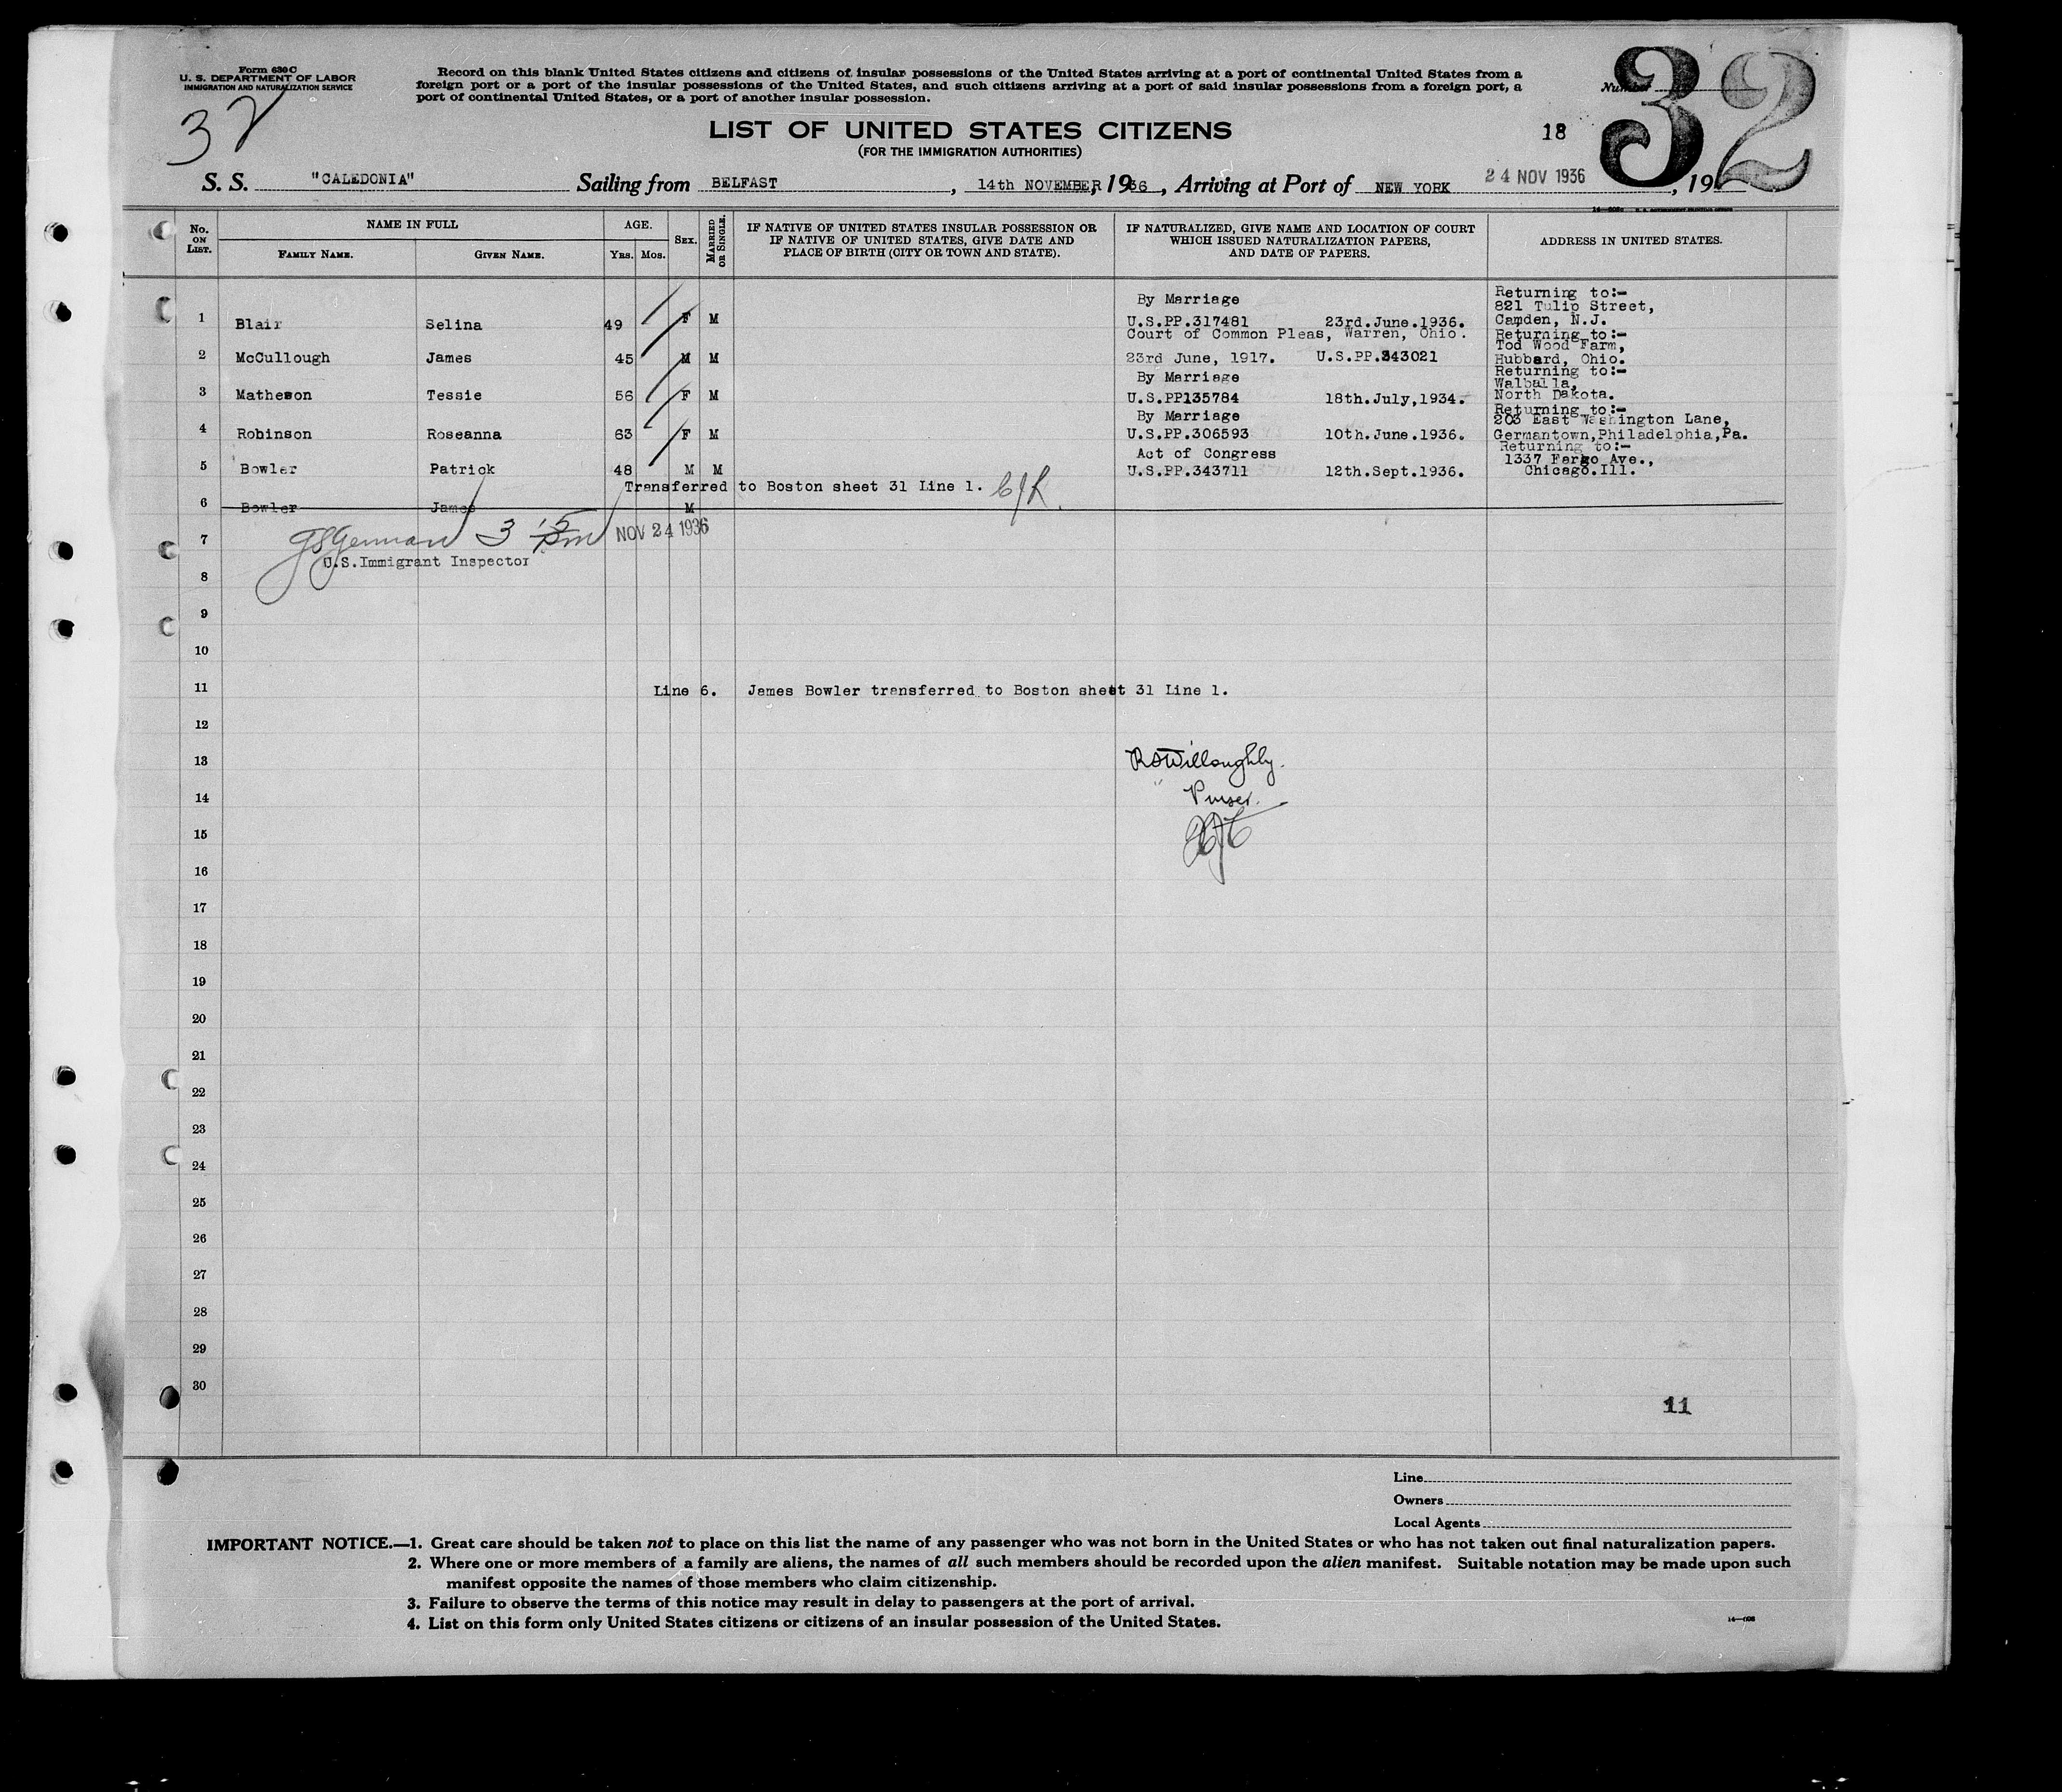 Form 630 C
U. S. DEPARTMENT OF LABOR
IMMIGRATION AND NATURALIZATION SERVICE
32
Record on this blank United States citizens and citizens of insular possessions of the United States arriving at a port of continental United States from a
foreign port or a port of the insular possessions of the United States, and such citizens arriving at a port of said insular possessions from a foreign port, a
port of continental United States, or a port of another insular possession.
Number
32
LIST OF UNITED STATES CITIZENS
(FOR THE IMMIGRATION AUTHORITIES)
18
S. S. "CALEDONIA" Sailing from BELFAST, 14th NOVEMBER, 1936, Arriving at Port of NEW YORK 24 NOV 1936, 19
No. ON LIST. NAME IN FULL AGE. SEX. MARRIED OR SINGLE. IF NATIVE OF UNITED STATES INSULAR POSSESSION OR IF NATIVE OF UNITED STATES, GIVE DATE AND PLACE OF BIRTH (CITY OR TOWN AND STATE). IF NATURALIZED, GIVE NAME AND LOCATION OF COURT WHICH ISSUED NATURALIZATION PAPERS, AND DATE OF PAPERS. ADDRESS IN UNITED STATES.
FAMILY NAME. GIVEN NAME. YRS. MOS.
By Marriage Returning to:-
821 Tulip Street,
1 Blair Selina 49 F M U.S.PP.317481 23rd.June.1936. Camden, N.J.
Court of Common Pleas, Warren, Ohio. Returning to:-
Tod Wood Farm,
2 McCullough James 45 M M 23rd June, 1917. U.S.PP.343021 Hubbard, Ohio.
By Marriage Returning to:-
Walballa,
3 Matheson Tessie 56 F M U.S.PP135784 18th.July,1934. North Dakota.
By Marriage Returning to:-
203 East Washington Lane,
4 Robinson Roseanna 63 F M U.S.PP.306593 10th.June.1936. Germantown,Philadelphia,Pa.
Act of Congress Returning to:-
1337 Fargo Ave.,
5 Bowler Patrick 48 M M U.S.PP.343711 12th.Sept.1936. Chicago.Ill.
Transferred to Boston sheet 31 Line 1.
6 Bowler James M
7 NOV 24 1936
U.S.Immigrant Inspector
8
9
10
11 Line 6. James Bowler transferred to Boston sheet 31 Line 1.
12
13 Willoughby.
14 Purser.
15
16
17
18
19
20
21
22
23
24
25
26
27
28
29
30
11
Line
Owners
Local Agents
IMPORTANT NOTICE.—1. Great care should be taken not to place on this list the name of any passenger who was not born in the United States or who has not taken out final naturalization papers.
2. Where one or more members of a family are aliens, the names of all such members should be recorded upon the alien manifest. Suitable notation may be made upon such
manifest opposite the names of those members who claim citizenship.
3. Failure to observe the terms of this notice may result in delay to passengers at the port of arrival.
4. List on this form only United States citizens or citizens of an insular possession of the United States.